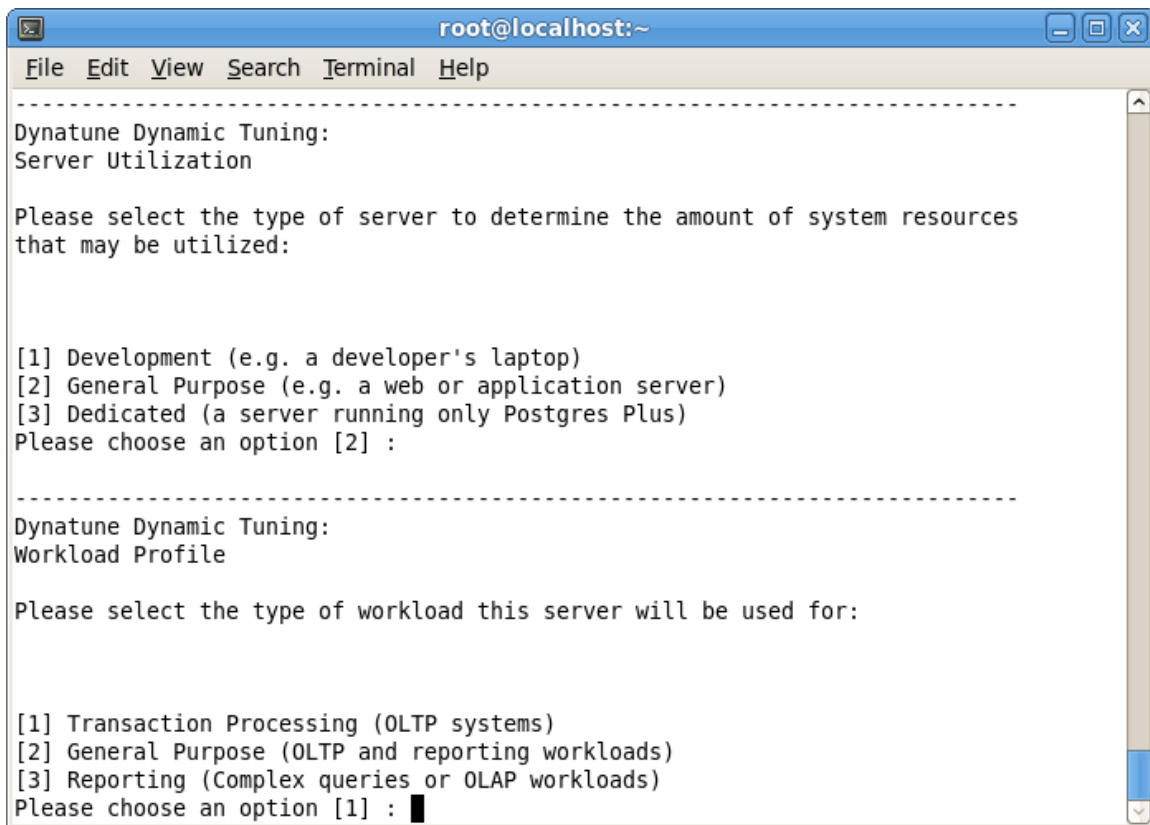 root@localhost:~
File Edit View Search Terminal Help
--------------------------------------------------------------------------------
Dynatune Dynamic Tuning:
Server Utilization
Please select the type of server to determine the amount of system resources
that may be utilized:
[1] Development (e.g. a developer's laptop)
[2] General Purpose (e.g. a web or application server)
[3] Dedicated (a server running only Postgres Plus)
Please choose an option [2] :
--------------------------------------------------------------------------------
Dynatune Dynamic Tuning:
Workload Profile
Please select the type of workload this server will be used for:
[1] Transaction Processing (OLTP systems)
[2] General Purpose (OLTP and reporting workloads)
[3] Reporting (Complex queries or OLAP workloads)
Please choose an option [1] :